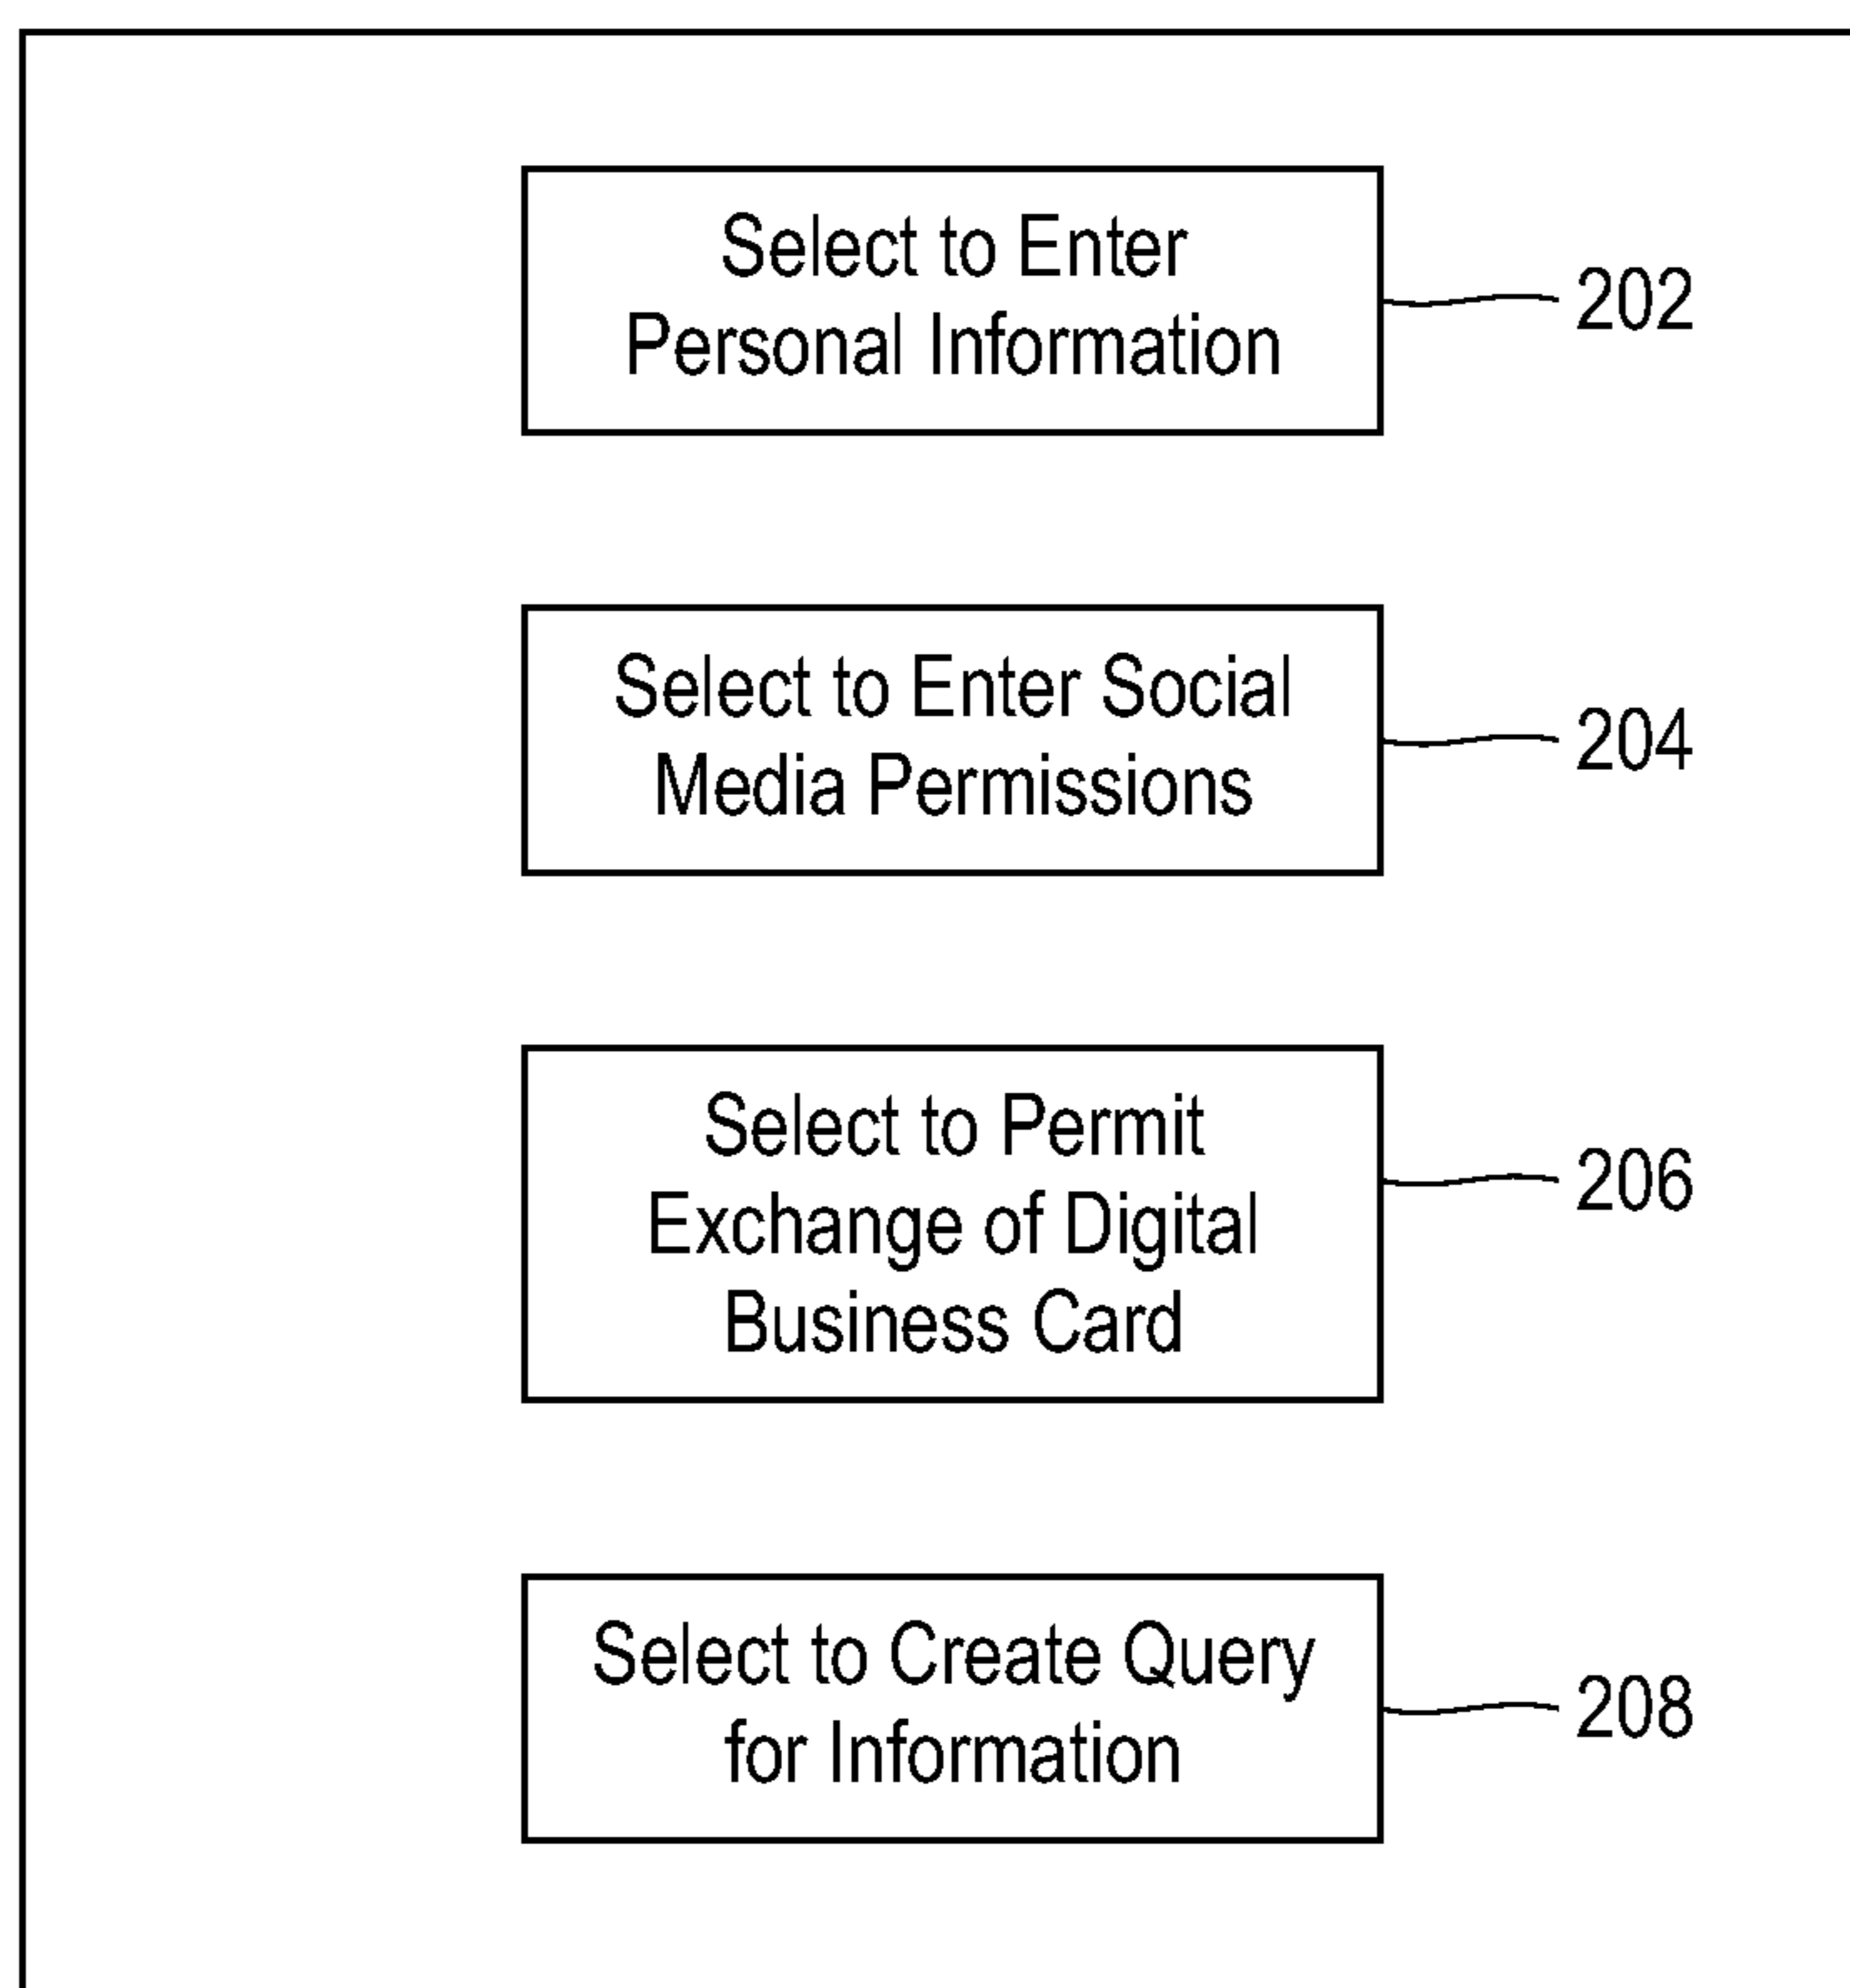 Select to Enter
Personal Information
202
Select to Enter Social
Media Permissions
204
Select to Permit
Exchange of Digital
Business Card
206
Select to Create Query
for Information
208